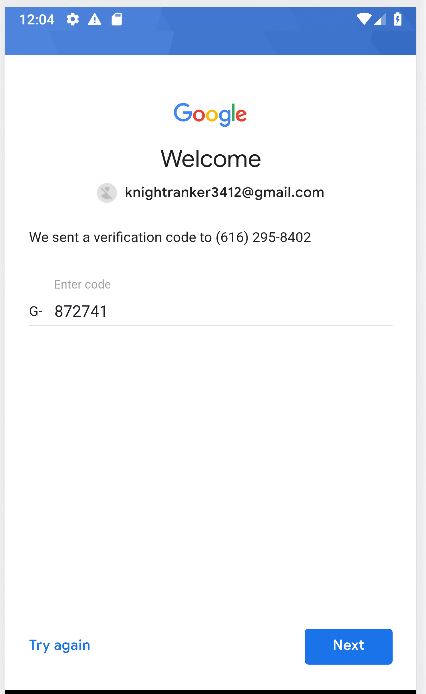 12:04
Google
Welcome
knightranker3412@gmail.com
We sent a verification code to (616) 295-8402
Enter code
G- 872741
Try again
Next